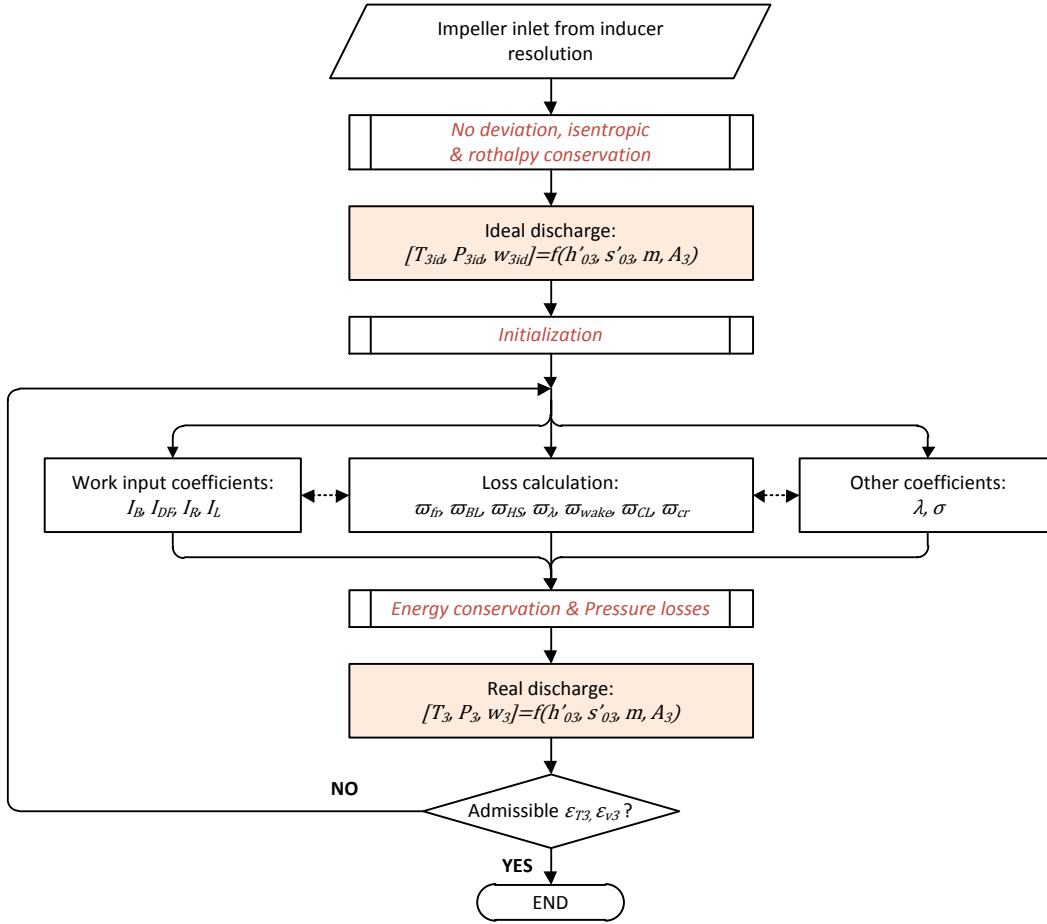 Impeller inlet from inducer
resolution
No deviation, isentropic
& rothalpy conservation
Ideal discharge:
[T3id, P3id, w3id]=f(h'03, s'03, m, A3)
Initialization
Work input coefficients:
IB, IDF, IR, IL
Loss calculation:
ϖfr, ϖBL, ϖHS, ϖλ, ϖwake, ϖCL, ϖcr
Other coefficients:
λ, σ
Energy conservation & Pressure losses
Real discharge:
[T3, P3, w3]=f(h'03, s'03, m, A3)
NO
Admissible εT3, εv3 ?
YES
END